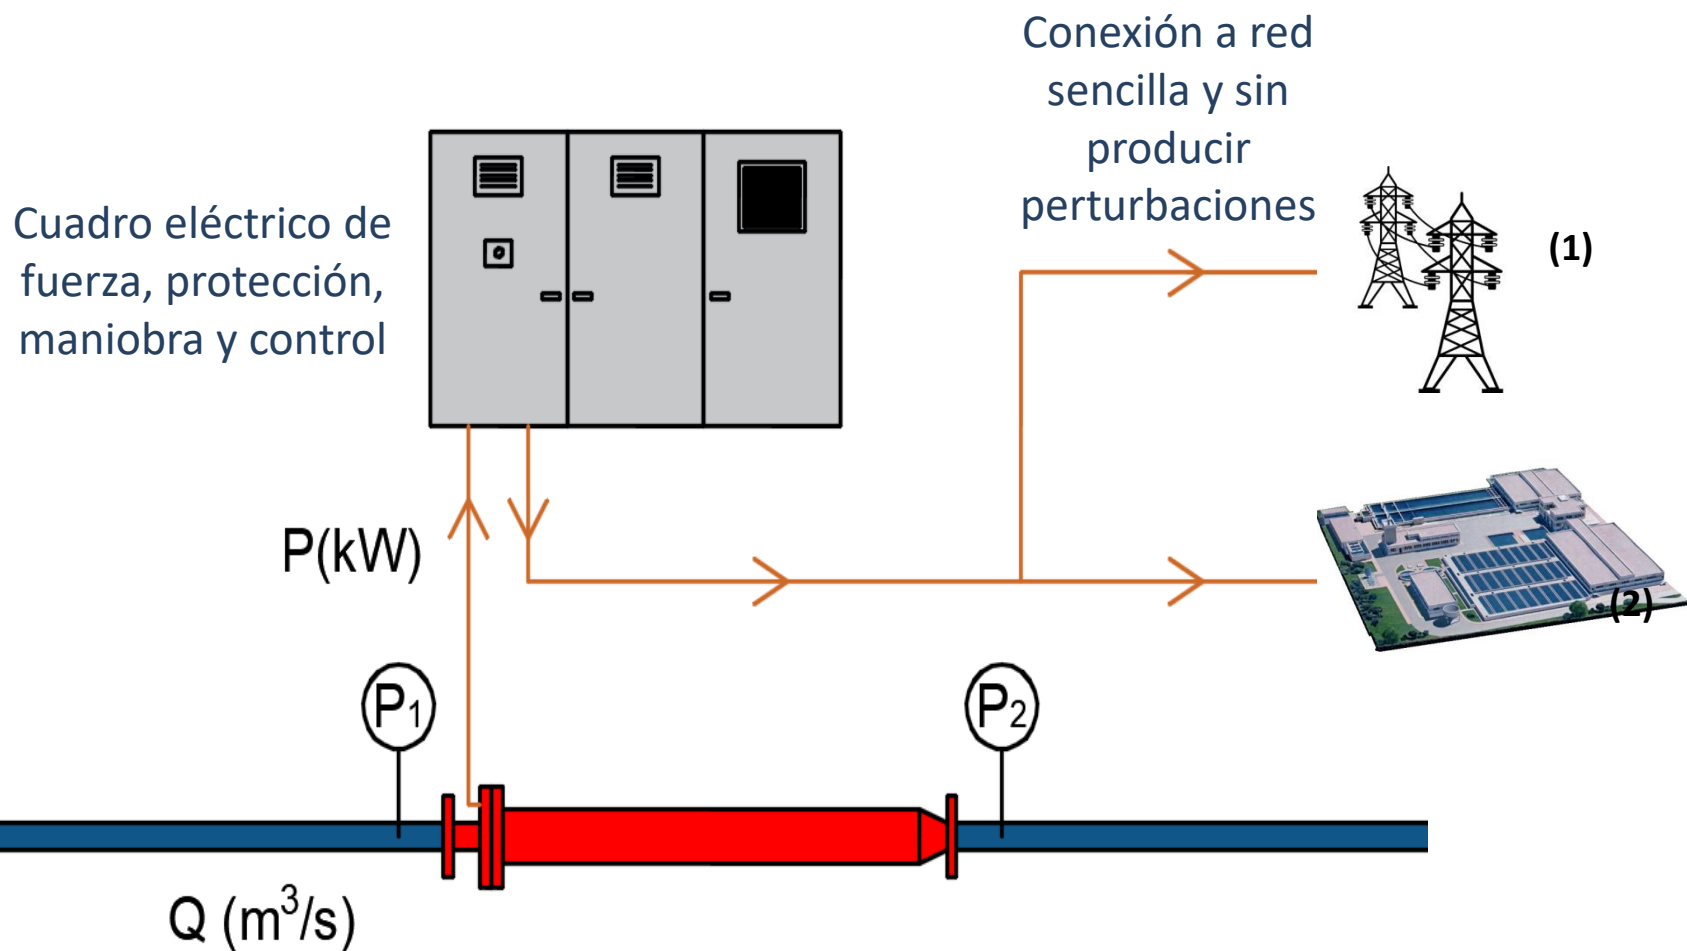 Conexión a red
sencilla y sin
producir
perturbaciones
Cuadro eléctrico de
fuerza, protección,
maniobra y control
(1)
P(kW)
(2)
P1
P2
Q (m³/s)